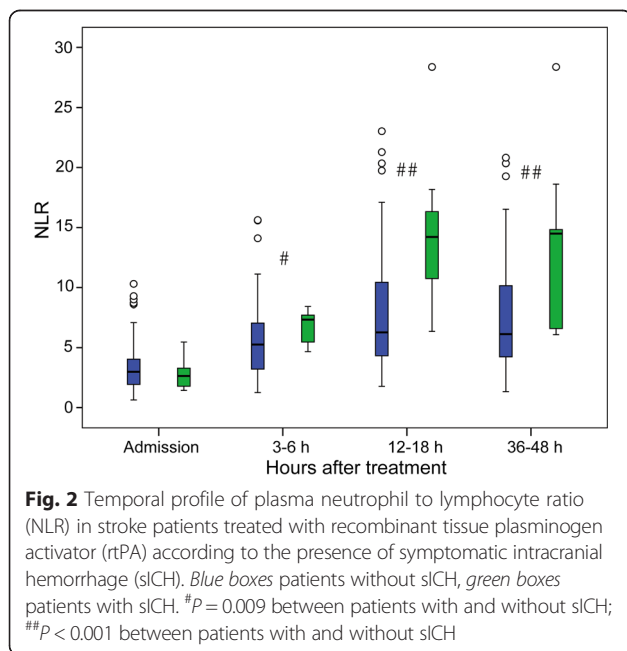 30
25
20
15
10
5
0
NLR
#
##
##
Admission 3-6 h 12-18 h 36-48 h
Hours after treatment
Fig. 2 Temporal profile of plasma neutrophil to lymphocyte ratio
(NLR) in stroke patients treated with recombinant tissue plasminogen
activator (rtPA) according to the presence of symptomatic intracranial
hemorrhage (sICH). Blue boxes patients without sICH, green boxes
patients with sICH. #P = 0.009 between patients with and without sICH;
##P < 0.001 between patients with and without sICH